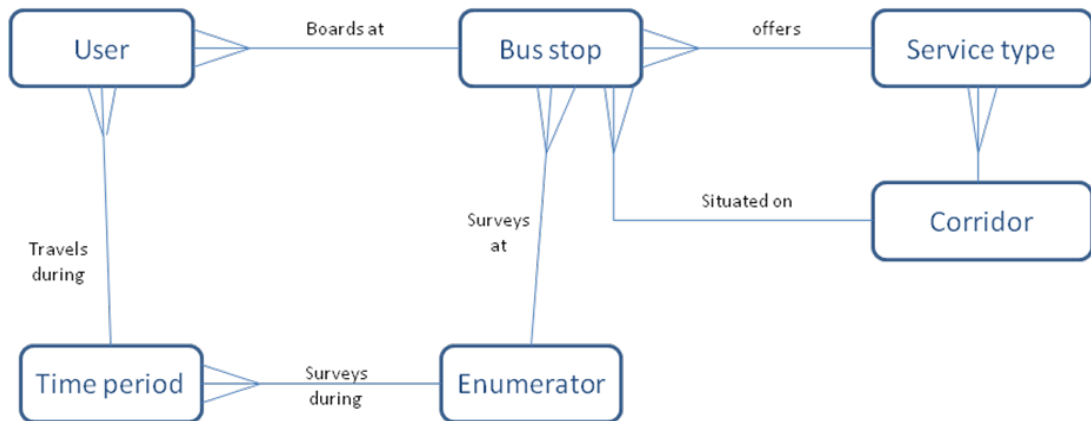 User
Boards at
Bus stop
offers
Service type
Situated on
Corridor
Surveys
at
Travels
during
Time period
Surveys
during
Enumerator